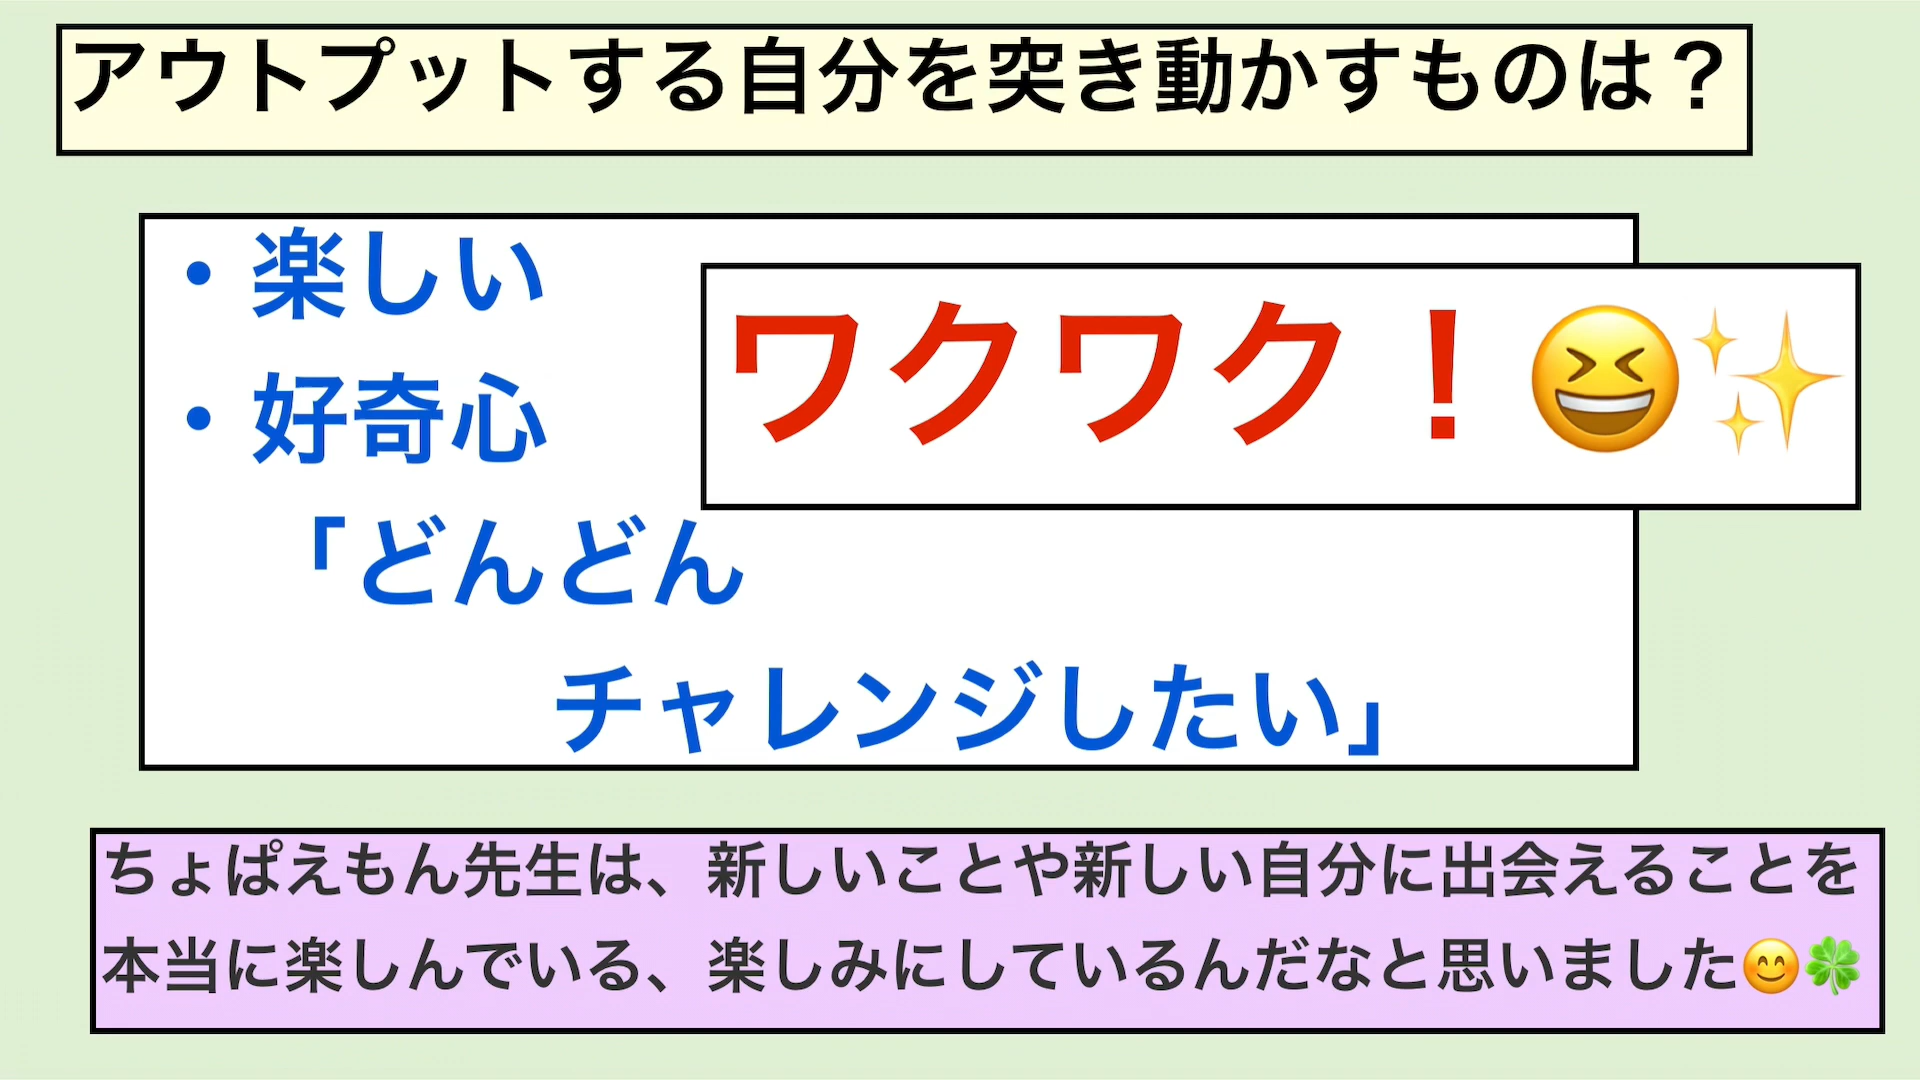 アウトプットする自分を突き動かすものは？
・楽しい
・好奇心
ワクワク！😆✨
「どんどん
チャレンジしたい」
ちょぱえもん先生は、新しいことや新しい自分に出会えることを
本当に楽しんでいる、楽しみにしているんだなと思いました😊🍀